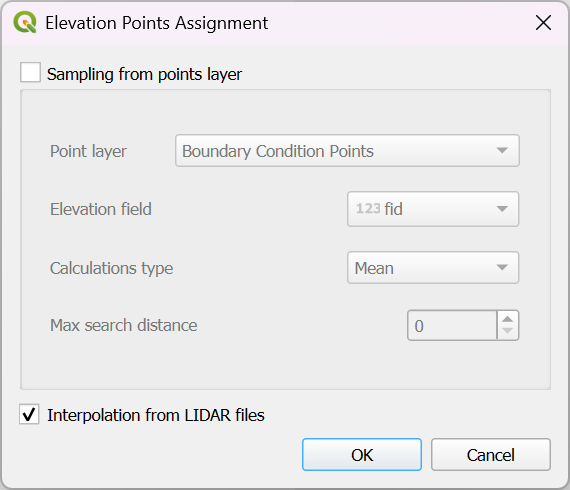 Elevation Points Assignment
Sampling from points layer
Point layer Boundary Condition Points
Elevation field 123 fid
Calculations type Mean
Max search distance 0
Interpolation from LIDAR files
OK Cancel